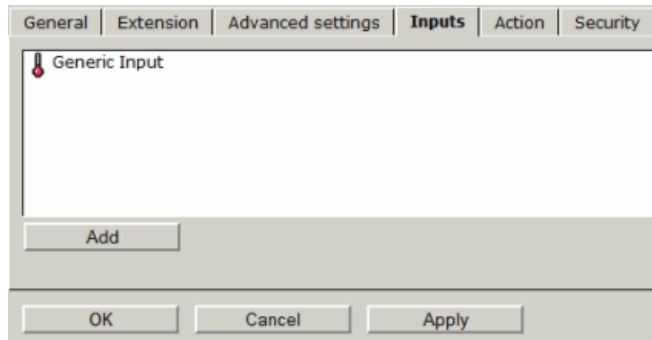 General Extension Advanced settings Inputs Action Security
Generic Input
Add
OK Cancel Apply